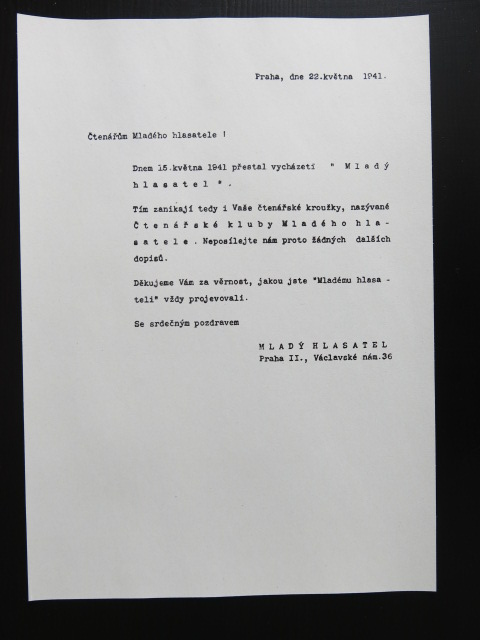 Praha, dne 22.května 1941.
Čtenářům Mladého hlasatele !
Dnem 15.května 1941 přestal vycházeti " M l a d ý
h l a s a t e l " .
Tím zanikají tedy i Vaše čtenářské kroužky, nazývané
Č t e n á ř s k é k l u b y M l a d é h o h l a -
s a t e l e . Neposílejte nám proto žádných dalších
dopisů.
Děkujeme Vám za věrnost, jakou jste "Mladému hlasa -
teli" vždy projevovali.
Se srdečným pozdravem
M L A D Ý H L A S A T E L
Praha II., Václavské nám.36